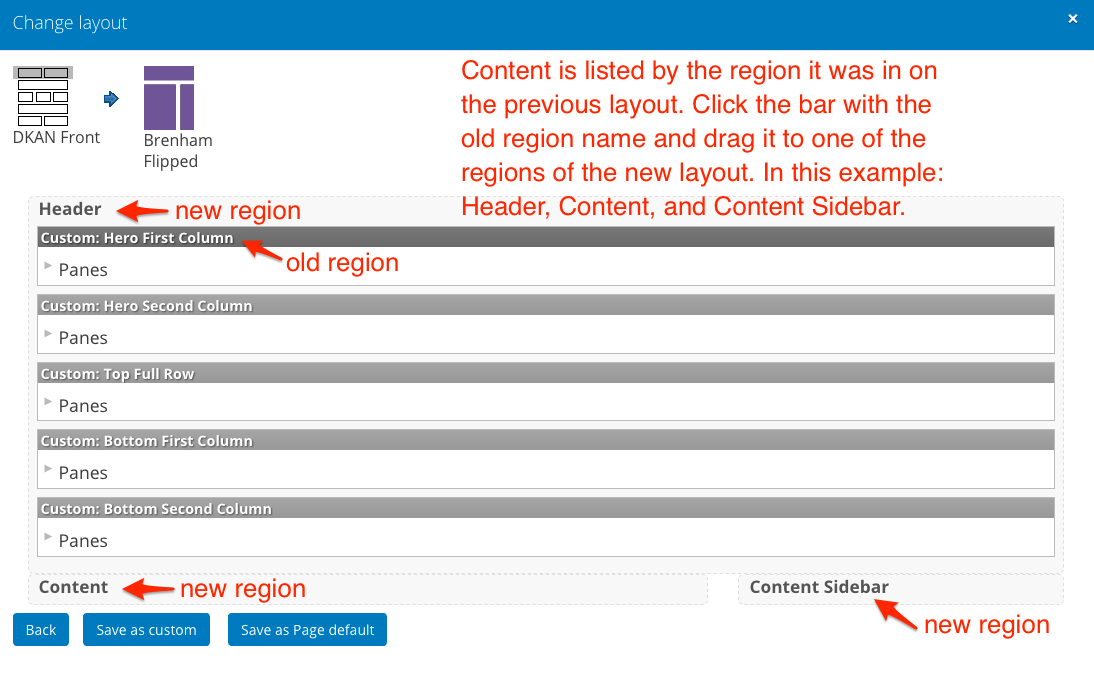 Change layout
×
DKAN Front
Brenham
Flipped
Content is listed by the region it was in on
the previous layout. Click the bar with the
old region name and drag it to one of the
regions of the new layout. In this example:
Header, Content, and Content Sidebar.
Header
new region
Custom: Hero First Column
old region
Panes
Custom: Hero Second Column
Panes
Custom: Top Full Row
Panes
Custom: Bottom First Column
Panes
Custom: Bottom Second Column
Panes
Content
new region
Content Sidebar
new region
Back
Save as custom
Save as Page default